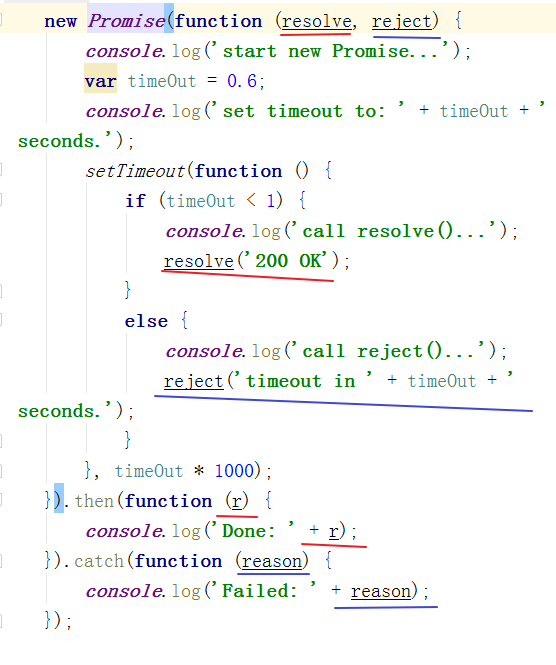 new Promise(function (resolve, reject) {
console.log('start new Promise...');
var timeOut = 0.6;
console.log('set timeout to: ' + timeOut + '
seconds.');
setTimeout(function () {
if (timeOut < 1) {
console.log('call resolve()...');
resolve('200 OK');
}
else {
console.log('call reject()...');
reject('timeout in ' + timeOut + '
seconds.');
}
}, timeOut * 1000);
}).then(function (r) {
console.log('Done: ' + r);
}).catch(function (reason) {
console.log('Failed: ' + reason);
});